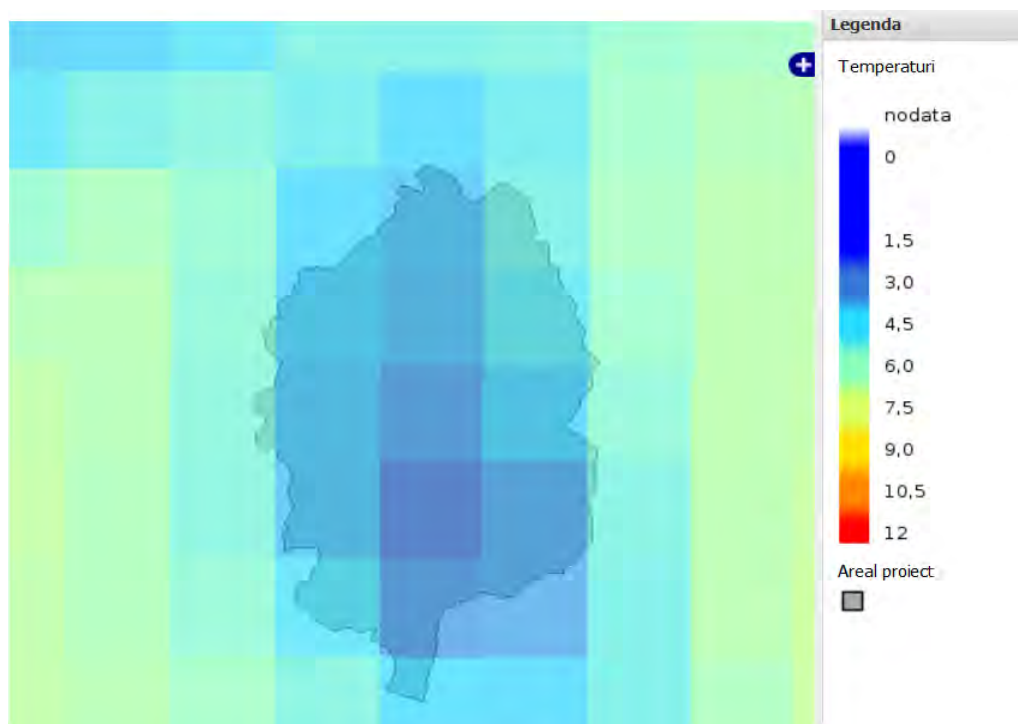 Legenda
Temperaturi
nodata
0
1,5
3,0
4,5
6,0
7,5
9,0
10,5
12
Areal proiect